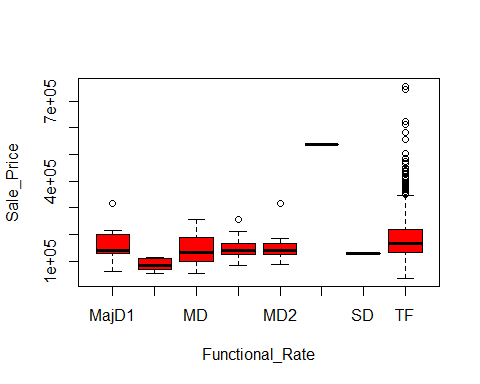 Sale_Price
7e+05
4e+05
1e+05
MajD1 MD MD2 SD TF
Functional_Rate